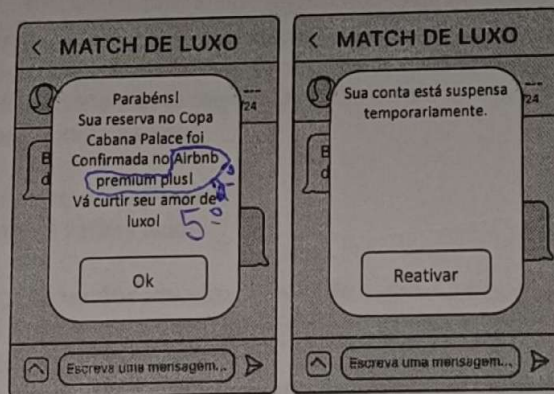 < MATCH DE LUXO
24
Parabéns!
Sua reserva no Copa
Cabana Palace foi
Confirmada no Airbnb
premium plus!
Vá curtir seu amor de
luxo!
Ok
Escreva uma mensagem...
< MATCH DE LUXO
24
Sua conta está suspensa
temporariamente.
Reativar
Escreva uma mensagem...